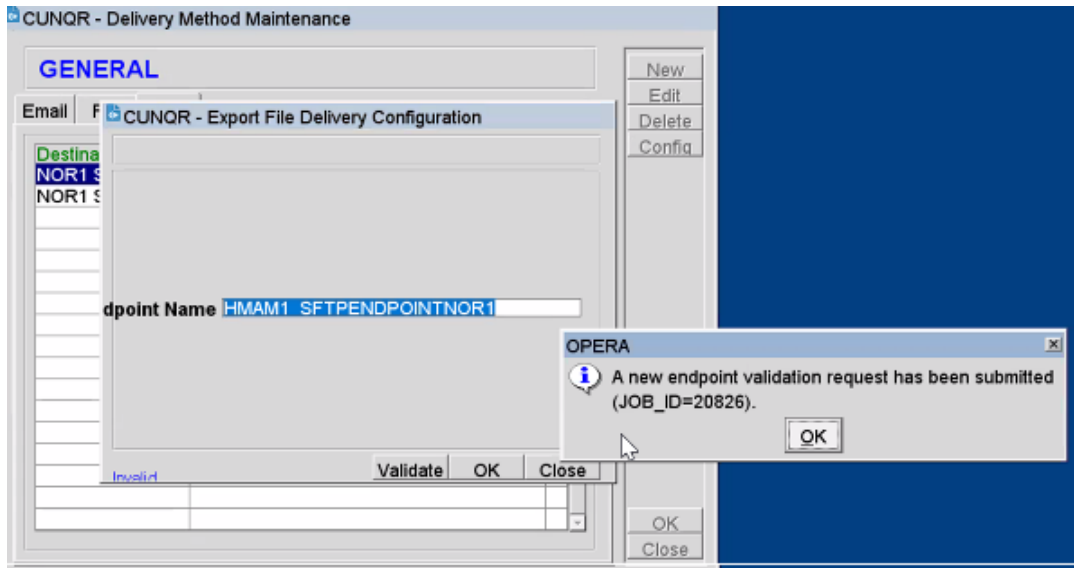 CUNQR - Delivery Method Maintenance
GENERAL
New
Edit
Delete
Config
Email
CUNQR - Export File Delivery Configuration
Destina
NOR1 S
NOR1 S
dpoint Name HMAM1_SFTPENDPOINTNOR1
OPERA
A new endpoint validation request has been submitted
(JOB_ID=20826).
OK
Invalid
Validate OK Close
OK
Close